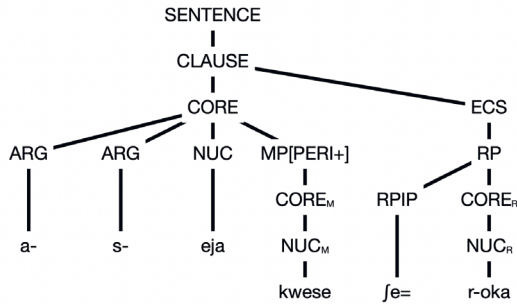 SENTENCE
CLAUSE
CORE ECS
ARG ARG NUC MP[PERI+] RP
COREM RPIP CORER
a- s- eja NUCM ʃe= NUCR
kwese r-oka